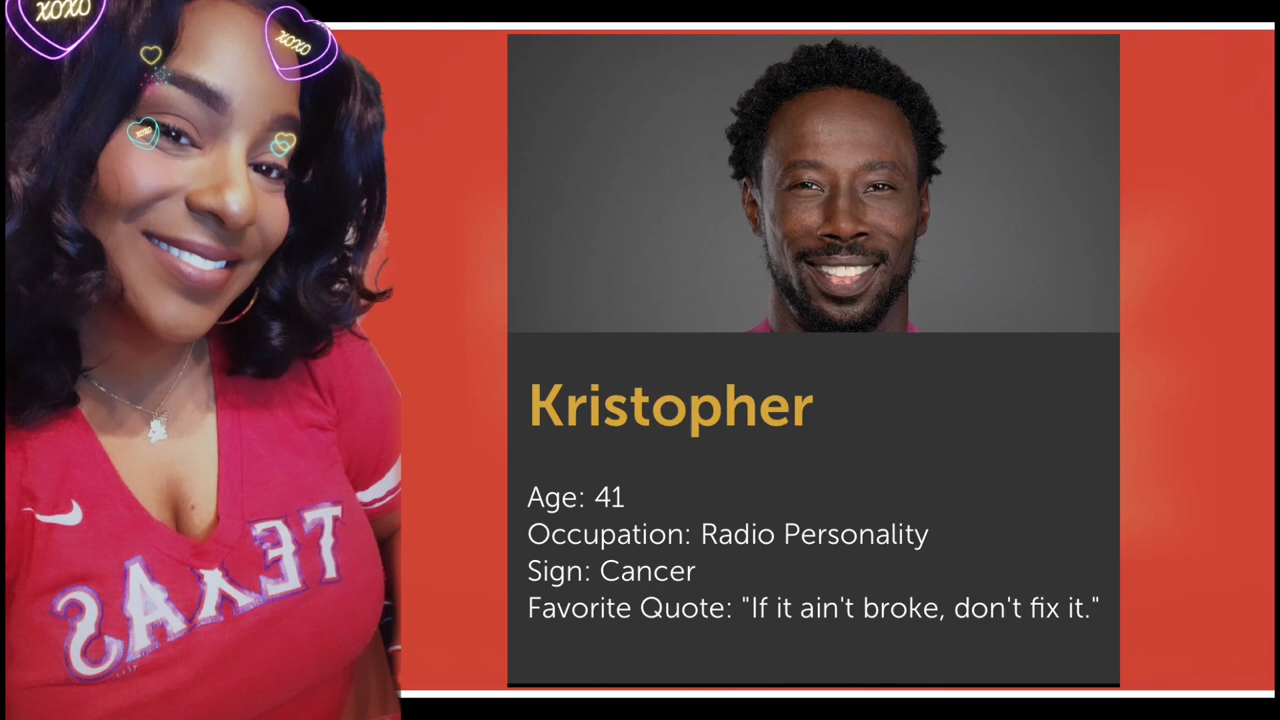 xoxo
xoxo
xoxo
TEXAS
Kristopher
Age: 41
Occupation: Radio Personality
Sign: Cancer
Favorite Quote: "If it ain't broke, don't fix it."